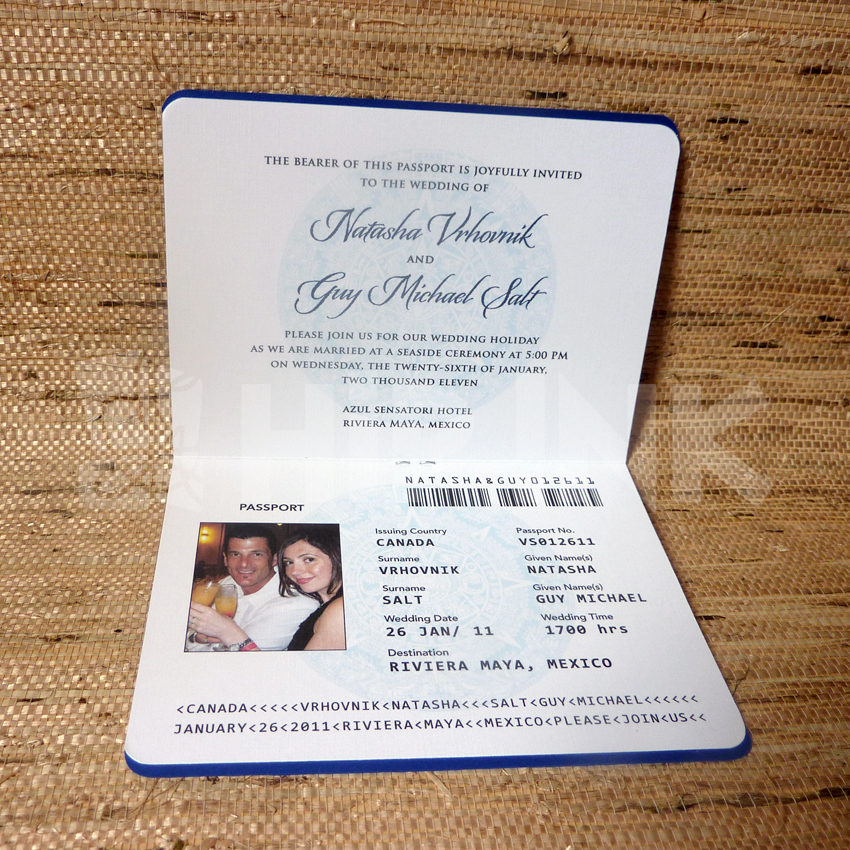 THE BEARER OF THIS PASSPORT IS JOYFULLY INVITED
TO THE WEDDING OF
Natasha Vrhovnik
AND
Guy Michael Salt
PLEASE JOIN US FOR OUR WEDDING HOLIDAY
AS WE ARE MARRIED AT A SEASIDE CEREMONY AT 5:00 PM
ON WEDNESDAY, THE TWENTY-SIXTH OF JANUARY,
TWO THOUSAND ELEVEN
AZUL SENSATORI HOTEL
RIVIERA MAYA, MEXICO
NATASHA&GUY012611
PASSPORT
Issuing Country Passport No.
CANADA VS012611
Surname Given Name(s)
VRHOVNIK NATASHA
Surname Given Name(s)
SALT GUY MICHAEL
Wedding Date Wedding Time
26 JAN/ 11 1700 hrs
Destination
RIVIERA MAYA, MEXICO
<CANADA<<<<<VRHOVNIK<NATASHA<<<SALT<GUY<MICHAEL<<<<<<
JANUARY<26<2011<RIVIERA<MAYA<<MEXICO<PLEASE<JOIN<US<<